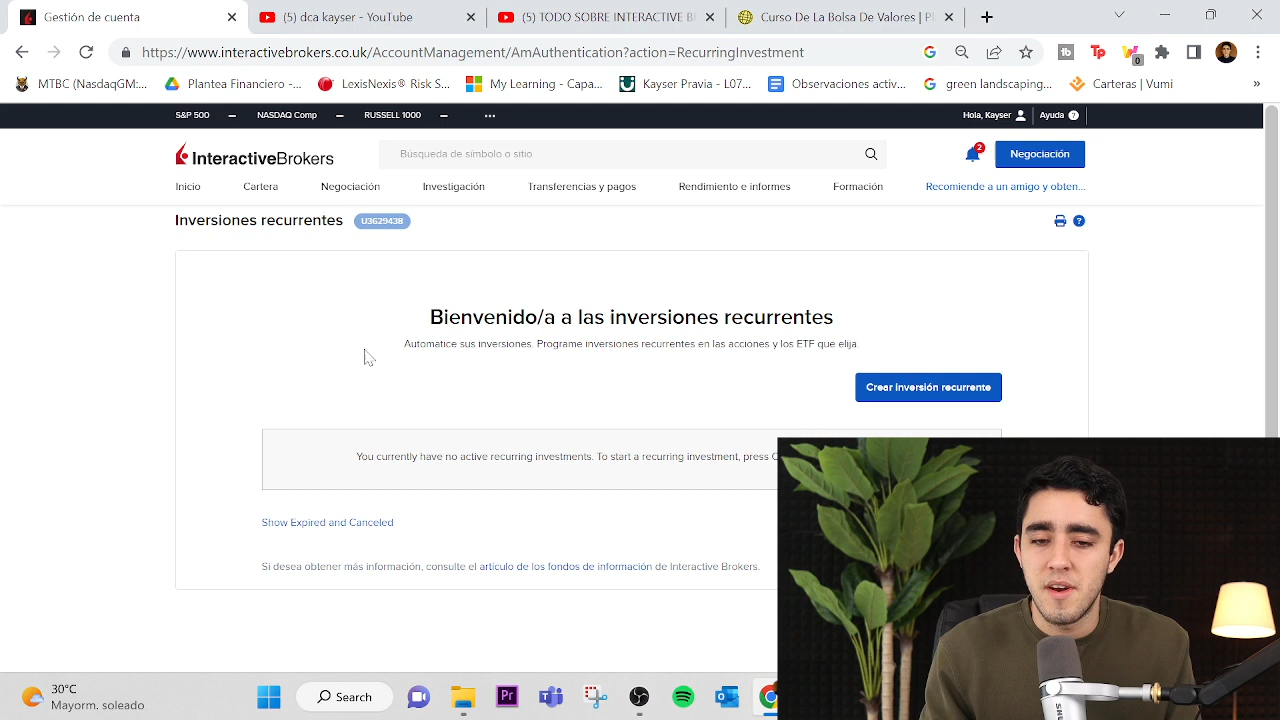 Gestión de cuenta
(5) dca kayser - YouTube
(5) TODO SOBRE INTERACTIVE B
Curso De La Bolsa De Valores | Pl
https://www.interactivebrokers.co.uk/AccountManagement/AmAuthentication?action=RecurringInvestment
MTBC (NasdaqGM:...
Plantea Financiero -...
LexisNexis® Risk S...
My Learning - Capa...
Kayser Pravia - L07...
Observaciones activ...
green landscaping...
Carteras | Vumi
S&P 500
NASDAQ Comp
RUSSELL 1000
Hola, Kayser
Ayuda
InteractiveBrokers
Búsqueda de símbolo o sitio
2
Negociación
Inicio
Cartera
Negociación
Investigación
Transferencias y pagos
Rendimiento e informes
Formación
Recomiende a un amigo y obten...
Inversiones recurrentes
U3629438
Bienvenido/a a las inversiones recurrentes
Automatice sus inversiones. Programe inversiones recurrentes en las acciones y los ETF que elija.
Crear inversión recurrente
You currently have no active recurring investments. To start a recurring investment, press
Show Expired and Canceled
Si desea obtener más información, consulte el artículo de los fondos de información de Interactive Brokers.
30°C
Mayorm. soleado
Search